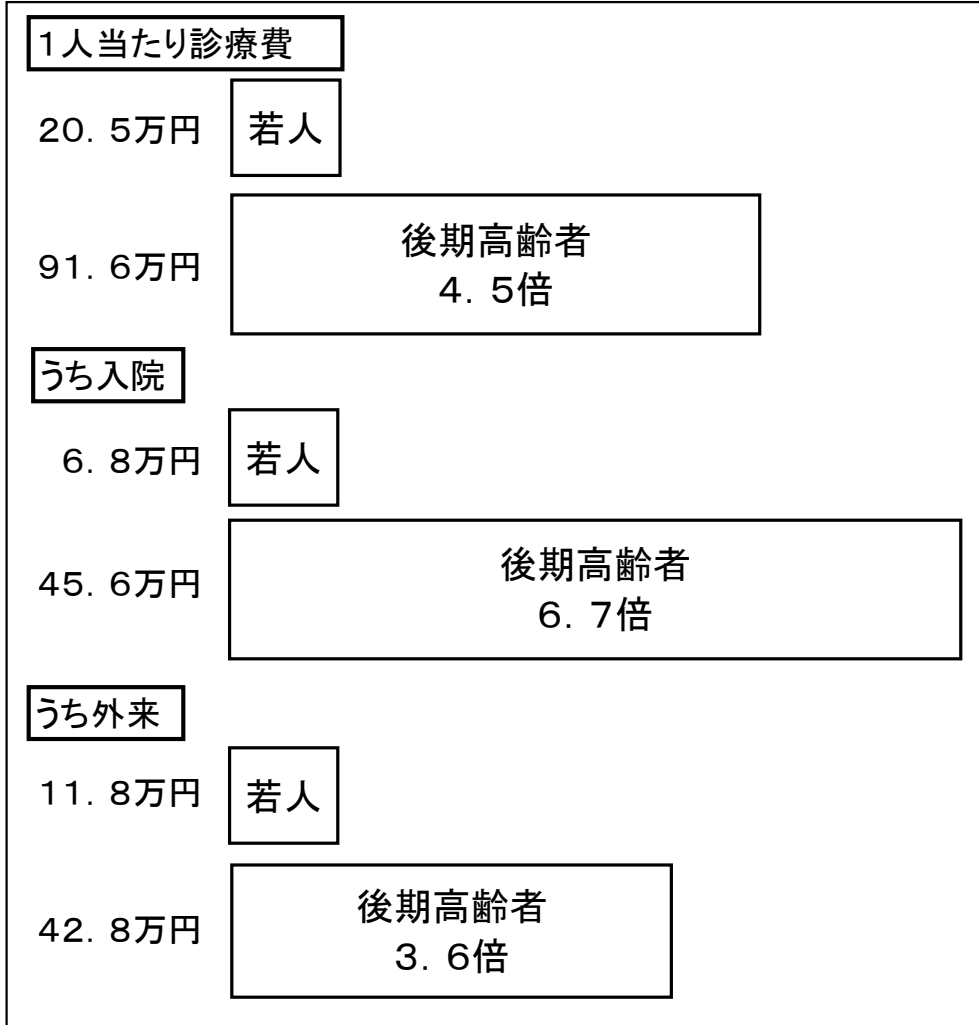 1人当たり診療費
20．5万円
若人
91．6万円
後期高齢者
4．5倍
うち入院
6．8万円
若人
45．6万円
後期高齢者
6．7倍
うち外来
11．8万円
若人
42．8万円
後期高齢者
3．6倍